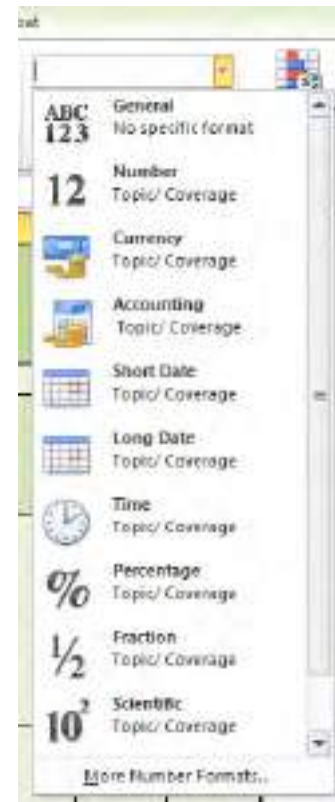 ABC
123
General
No specific format
12
Number
Topic/ Coverage
Currency
Topic/ Coverage
Accounting
Topic/ Coverage
Short Date
Topic/ Coverage
Long Date
Topic/ Coverage
Time
Topic/ Coverage
%
Percentage
Topic/ Coverage
1/2
Fraction
Topic/ Coverage
10²
Scientific
Topic/ Coverage
More Number Formats...